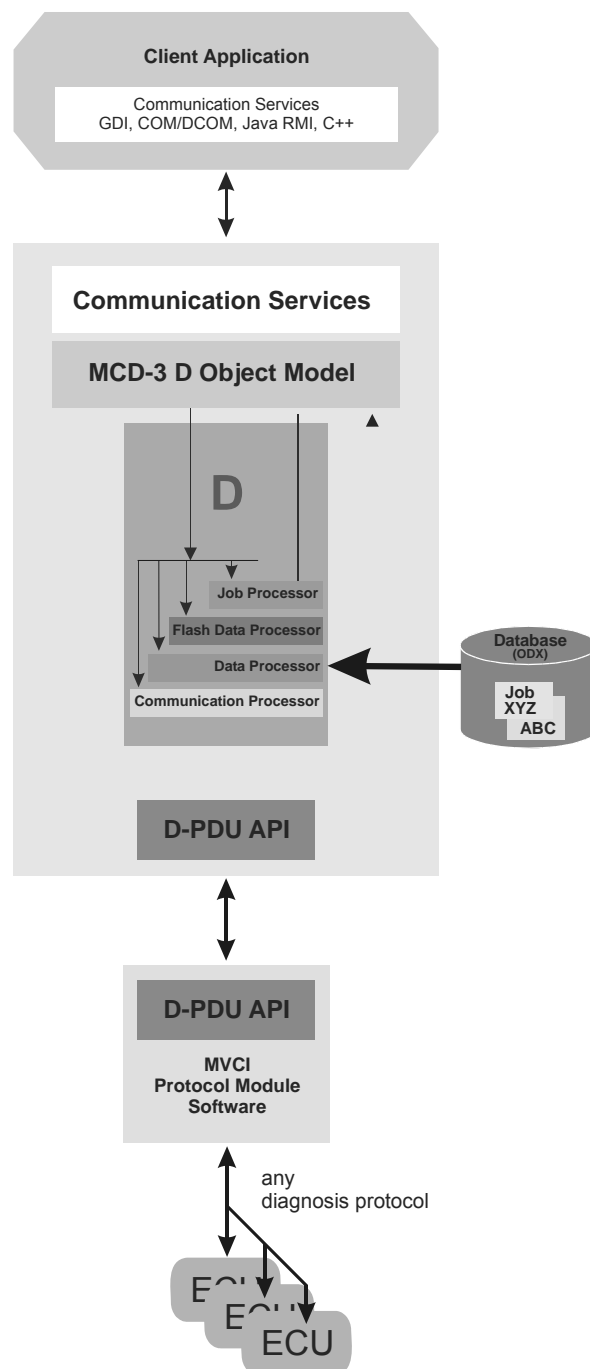 Client Application
Communication Services
GDI, COM/DCOM, Java RMI, C++
Communication Services
MCD-3 D Object Model
D
Job Processor
Flash Data Processor
Data Processor
Communication Processor
Database
(ODX)
Job
XYZ
ABC
D-PDU API
D-PDU API
MVCI
Protocol Module
Software
any
diagnosis protocol
ECU
ECU
ECU